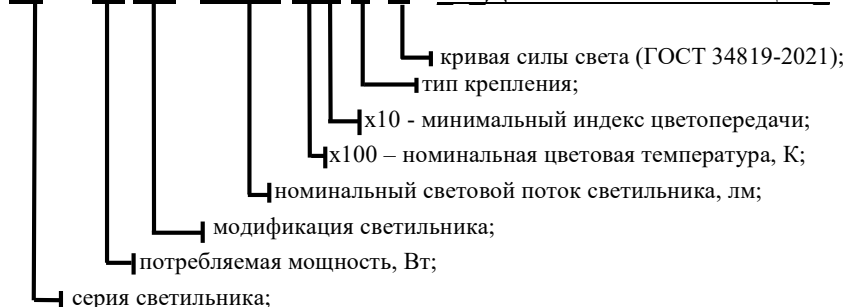 кривая силы света (ГОСТ 34819-2021);
тип крепления;
х10 - минимальный индекс цветопередачи;
х100 – номинальная цветовая температура, К;
номинальный световой поток светильника, лм;
модификация светильника;
потребляемая мощность, Вт;
серия светильника;